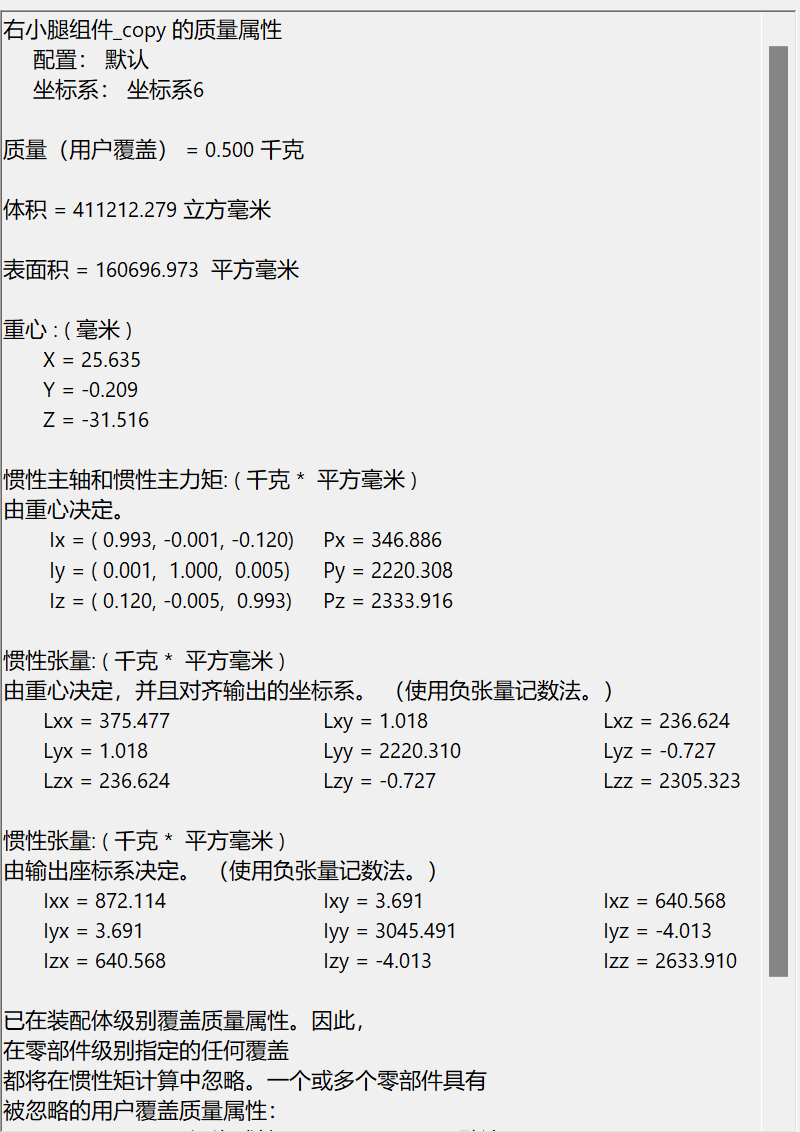 右小腿组件_copy 的质量属性
配置： 默认
坐标系： 坐标系6
质量（用户覆盖） = 0.500 千克
体积 = 411212.279 立方毫米
表面积 = 160696.973 平方毫米
重心 : ( 毫米 )
X = 25.635
Y = -0.209
Z = -31.516
惯性主轴和惯性主力矩: ( 千克 * 平方毫米 )
由重心决定。
Ix = ( 0.993, -0.001, -0.120) Px = 346.886
Iy = ( 0.001, 1.000, 0.005) Py = 2220.308
Iz = ( 0.120, -0.005, 0.993) Pz = 2333.916
惯性张量: ( 千克 * 平方毫米 )
由重心决定，并且对齐输出的坐标系。 （使用负张量记数法。）
Lxx = 375.477 Lxy = 1.018 Lxz = 236.624
Lyx = 1.018 Lyy = 2220.310 Lyz = -0.727
Lzx = 236.624 Lzy = -0.727 Lzz = 2305.323
惯性张量: ( 千克 * 平方毫米 )
由输出座标系决定。 （使用负张量记数法。）
Ixx = 872.114 Ixy = 3.691 Ixz = 640.568
Iyx = 3.691 Iyy = 3045.491 Iyz = -4.013
Izx = 640.568 Izy = -4.013 Izz = 2633.910
已在装配体级别覆盖质量属性。因此，
在零部件级别指定的任何覆盖
都将在惯性矩计算中忽略。一个或多个零部件具有
被忽略的用户覆盖质量属性：